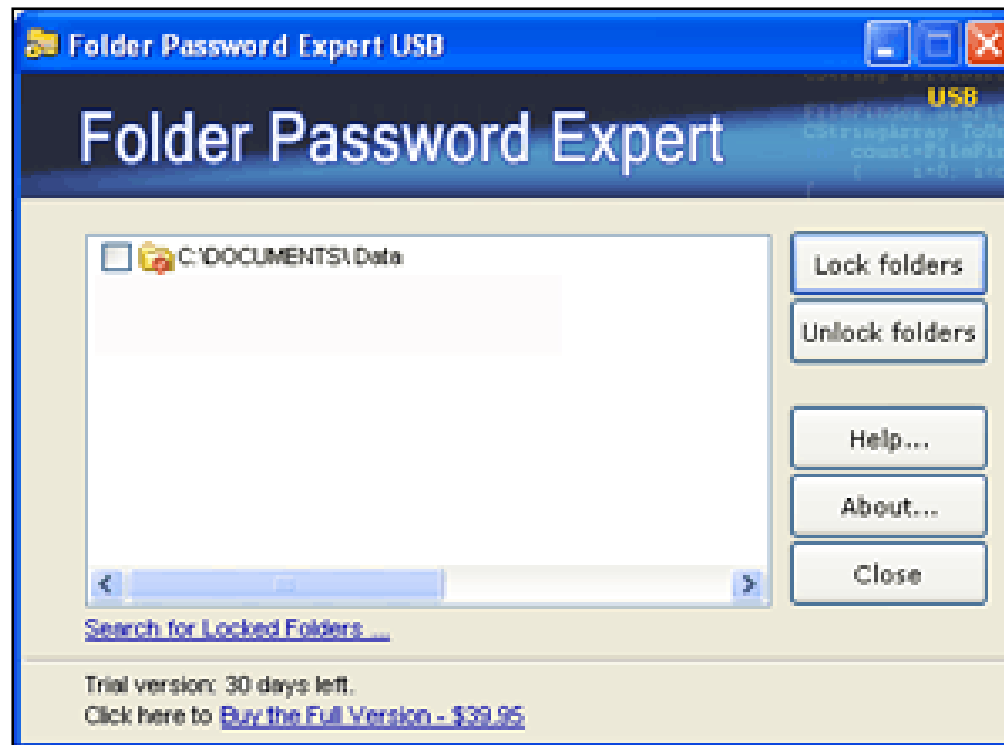 Folder Password Expert USB
USB
Folder Password Expert
C:\DOCUMENTS\Data
Lock folders
Unlock folders
Help...
About...
Close
Search for Locked Folders ...
Trial version: 30 days left.
Click here to Buy the Full Version - $39.95